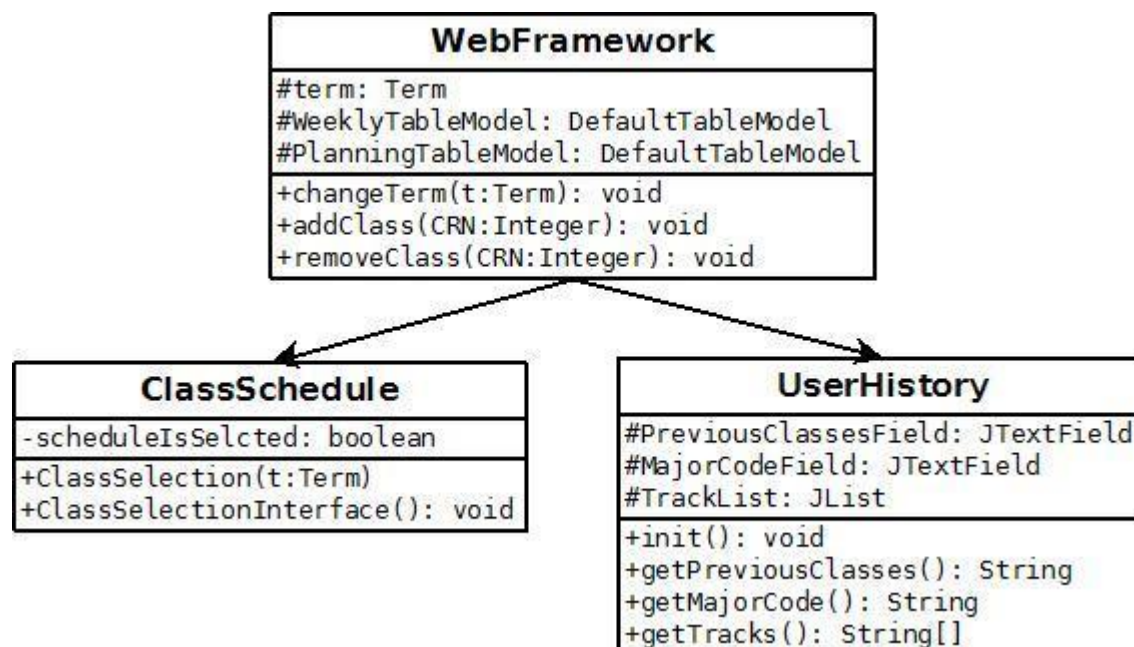 WebFramework
#term: Term
#WeeklyTableModel: DefaultTableModel
#PlanningTableModel: DefaultTableModel
+changeTerm(t:Term): void
+addClass(CRN:Integer): void
+removeClass(CRN:Integer): void
ClassSchedule
-scheduleIsSelcted: boolean
+ClassSelection(t:Term)
+ClassSelectionInterface(): void
UserHistory
#PreviousClassesField: JTextField
#MajorCodeField: JTextField
#TrackList: JList
+init(): void
+getPreviousClasses(): String
+getMajorCode(): String
+getTracks(): String[]